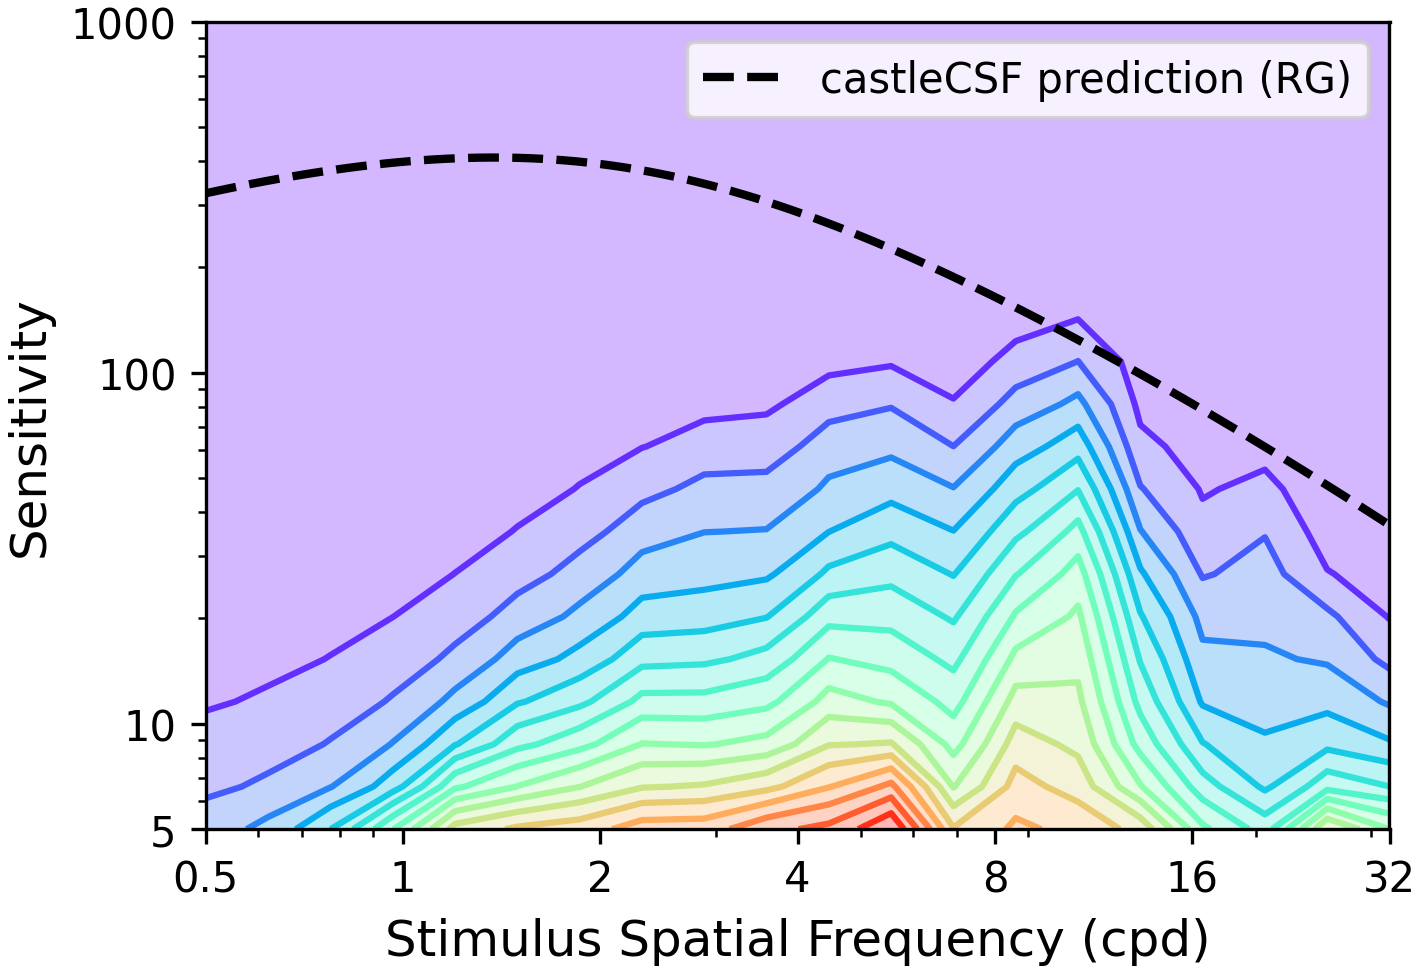 1000
100
10
5
Sensitivity
castleCSF prediction (RG)
0.5 1 2 4 8 16 32
Stimulus Spatial Frequency (cpd)